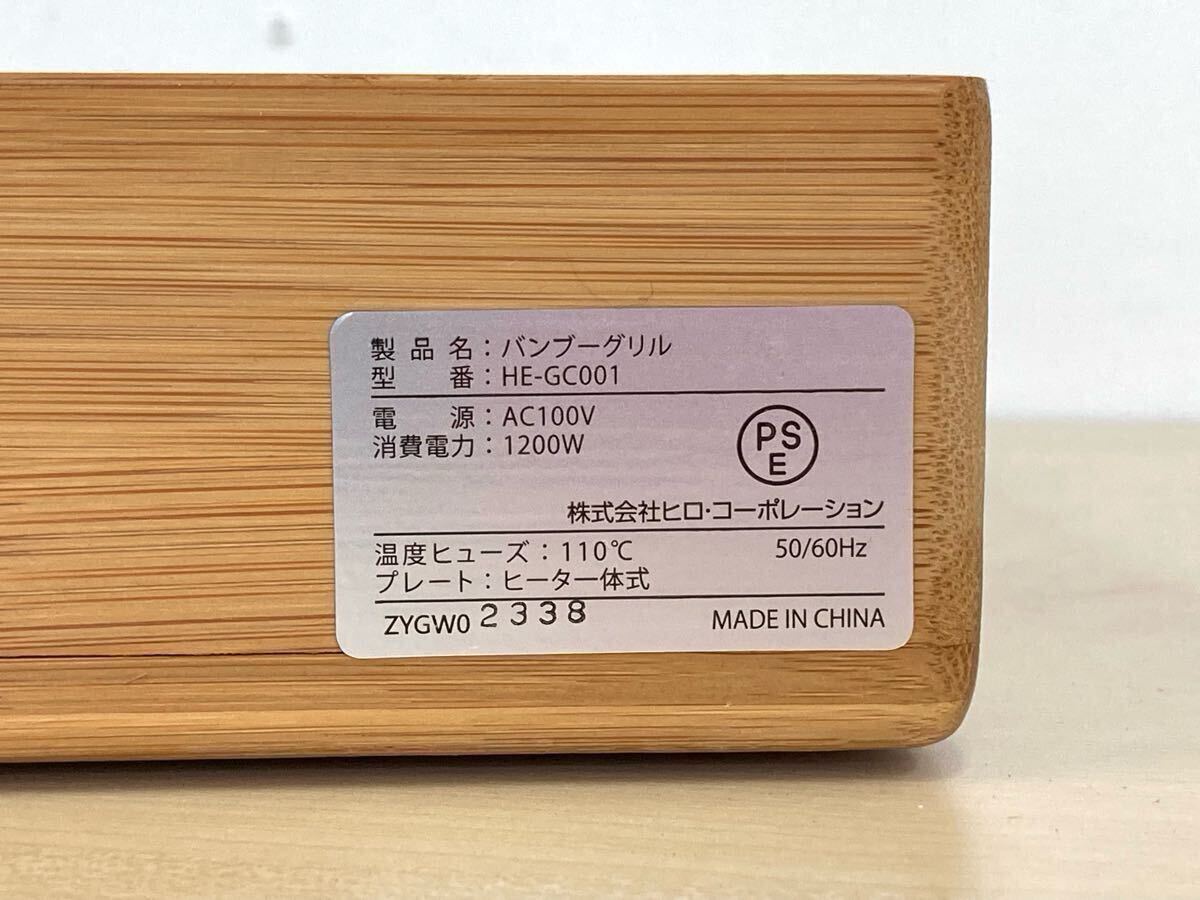 製品名：バンブーグリル
型番：HE-GC001
電源：AC100V
消費電力：1200W
PSE
株式会社ヒロ・コーポレーション
温度ヒューズ：110℃ 50/60Hz
プレート：ヒーター一体式
ZYGW0 2338 MADE IN CHINA